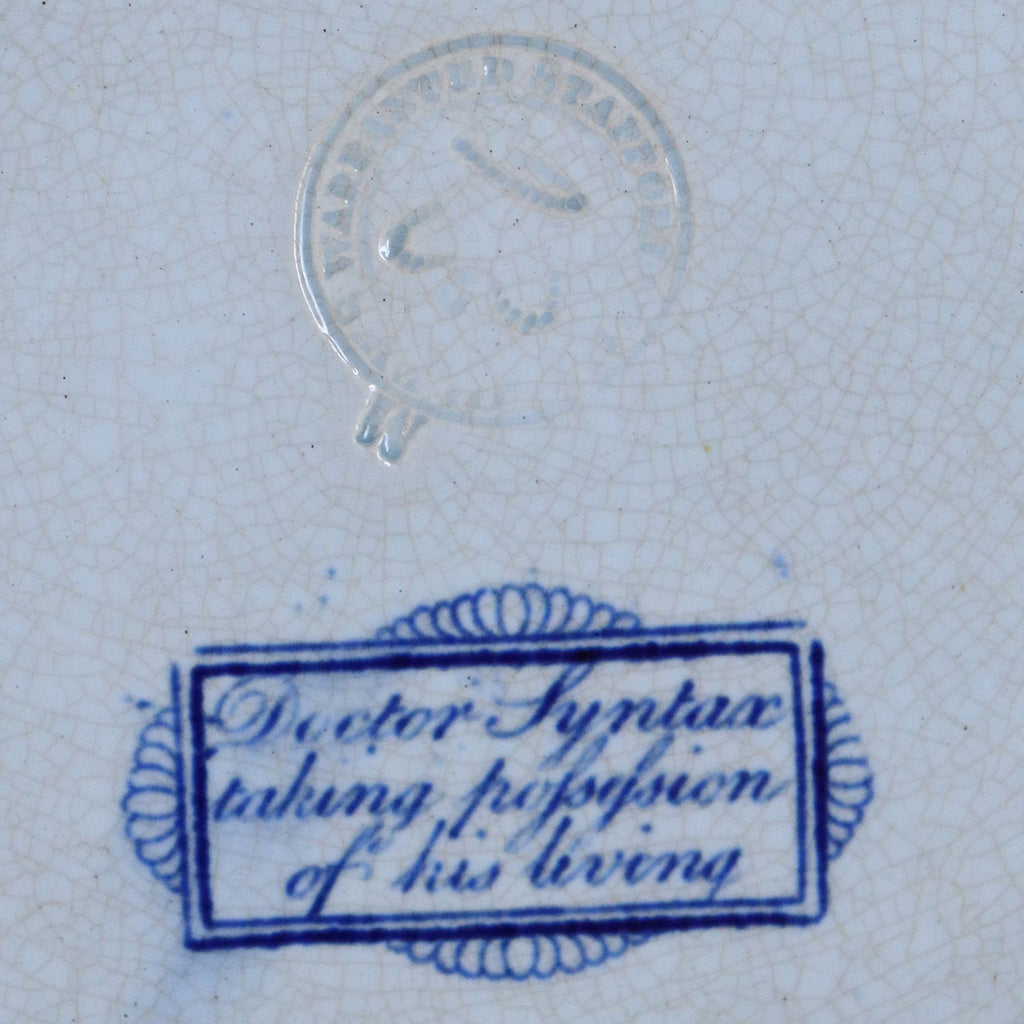 WARRANTED STAFFORD
Doctor Syntax
taking poſseſsion
of his living